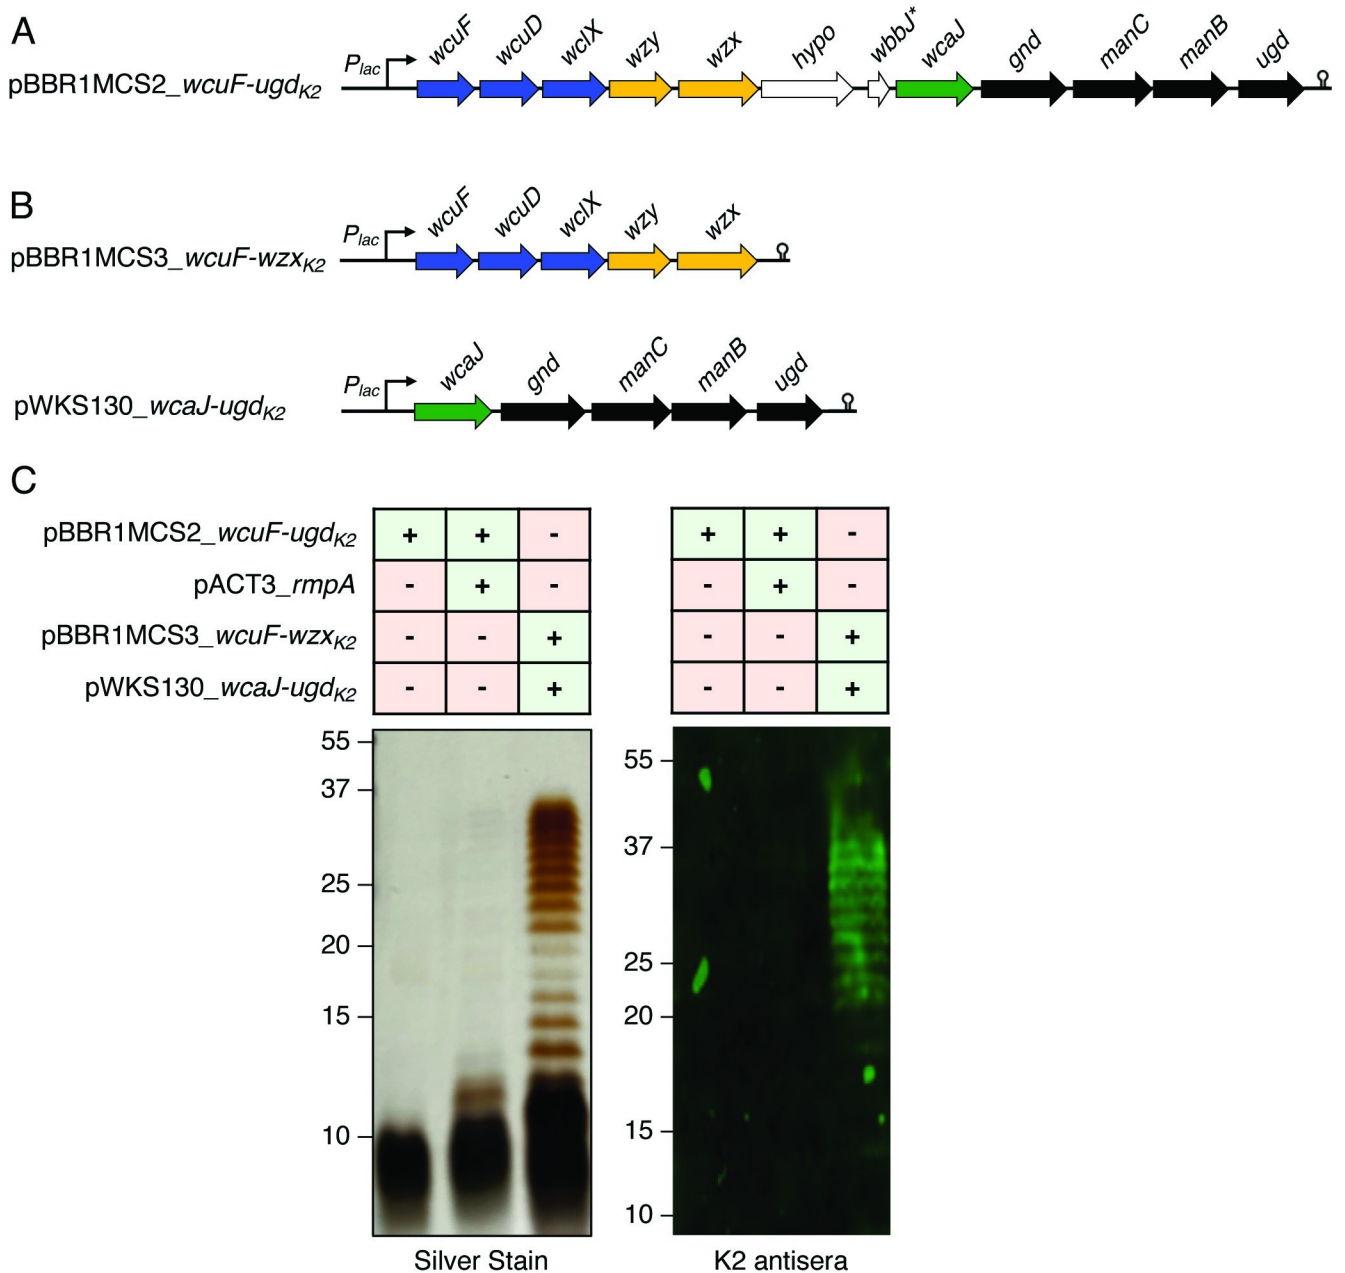 A
wcuF wcuD wclX wzy wzx hypo wbbJ* wcaJ gnd manC manB ugd
Plac
pBBR1MCS2_wcuF-ugdK2
B
wcuF wcuD wclX wzy wzx
Plac
pBBR1MCS3_wcuF-wzxK2
wcaJ gnd manC manB ugd
Plac
pWKS130_wcaJ-ugdK2
C
pBBR1MCS2_wcuF-ugdK2 + + - + + -
pACT3_rmpA - + - - + -
pBBR1MCS3_wcuF-wzxK2 - - + - - +
pWKS130_wcaJ-ugdK2 - - + - - +
55
37
25
20
15
10
Silver Stain
55
37
25
20
15
10
K2 antisera